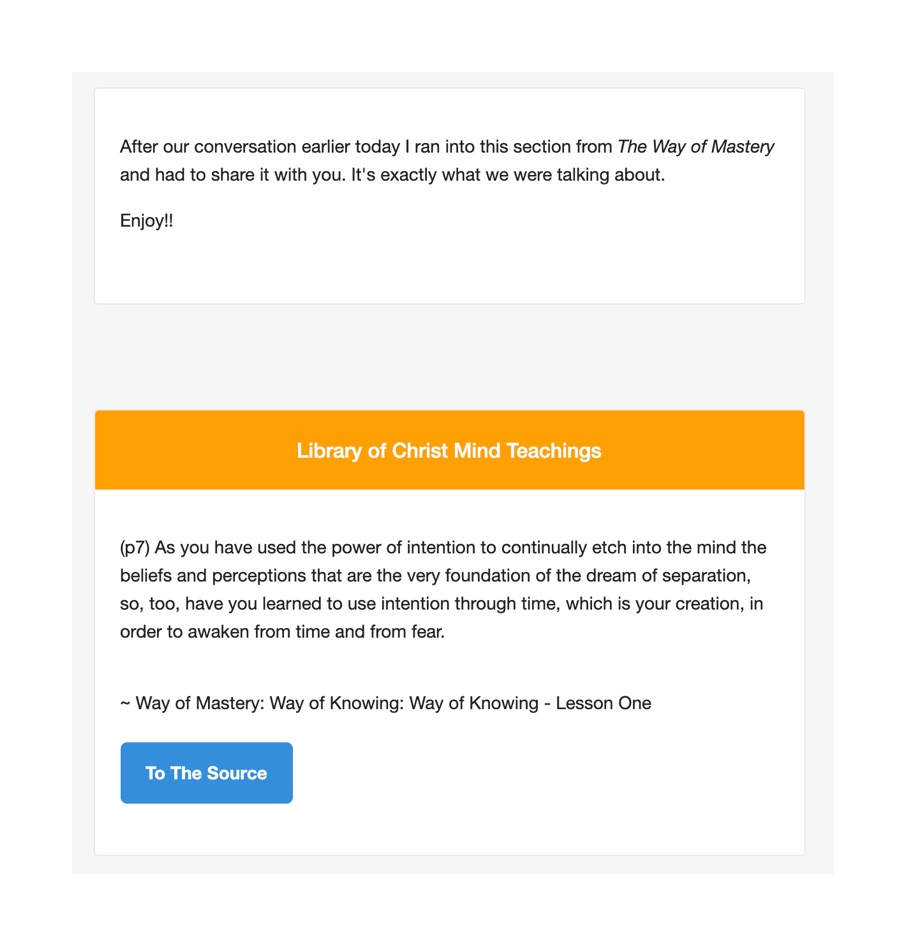 After our conversation earlier today I ran into this section from The Way of Mastery
and had to share it with you. It's exactly what we were talking about.
Enjoy!!
Library of Christ Mind Teachings
(p7) As you have used the power of intention to continually etch into the mind the
beliefs and perceptions that are the very foundation of the dream of separation,
so, too, have you learned to use intention through time, which is your creation, in
order to awaken from time and from fear.
~ Way of Mastery: Way of Knowing: Way of Knowing - Lesson One
To The Source